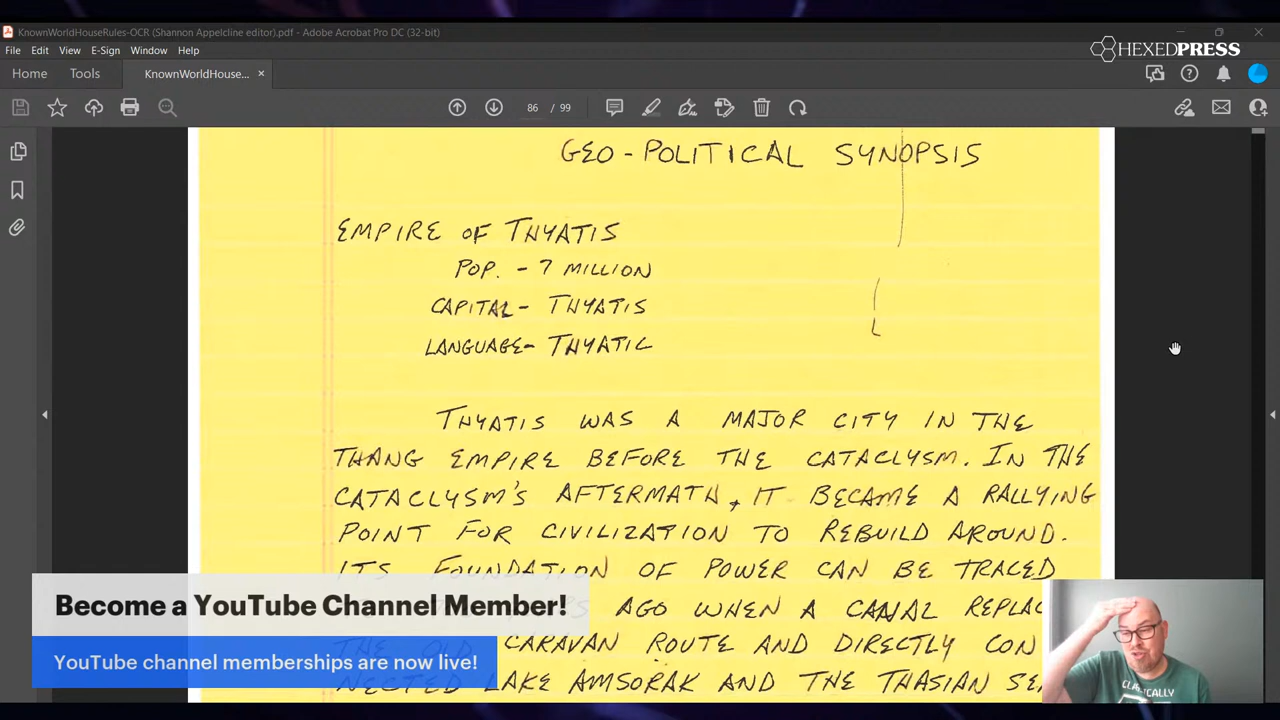 KnownWorldHouseRules-OCR (Shannon Appelcline editor).pdf - Adobe Acrobat Pro DC (32-bit)
File Edit View E-Sign Window Help
HEXEDPRESS
Home Tools KnownWorldHouse... ×
86 / 99
GEO-POLITICAL SYNOPSIS
EMPIRE OF THYATIS
POP. - 7 MILLION
CAPITAL- THYATIS
LANGUAGE- THYATIC
THYATIS WAS A MAJOR CITY IN THE
THANG EMPIRE BEFORE THE CATACLYSM. IN THE
CATACLYSM'S AFTERMATH, IT BECAME A RALLYING
POINT FOR CIVILIZATION TO REBUILD AROUND.
ITS FOUNDATION OF POWER CAN BE TRACED
AGO WHEN A CANAL REPLAC
THE OLD CARAVAN ROUTE AND DIRECTLY CON
NECTED LAKE AMSORAK AND THE THASIAN SE
Become a YouTube Channel Member!
YouTube channel memberships are now live!